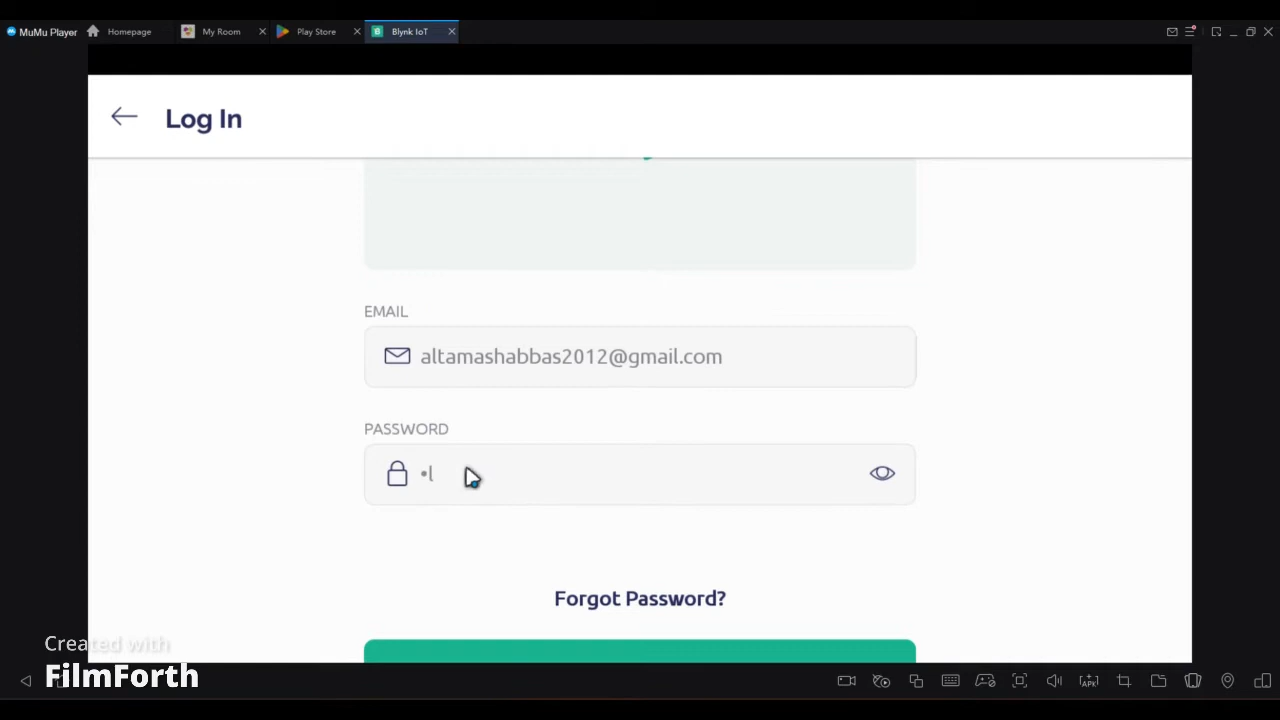 MuMu Player Homepage My Room Play Store Blynk IoT
Log In
EMAIL
altamashabbas2012@gmail.com
PASSWORD
•l
Forgot Password?
Created with
FilmForth
APK